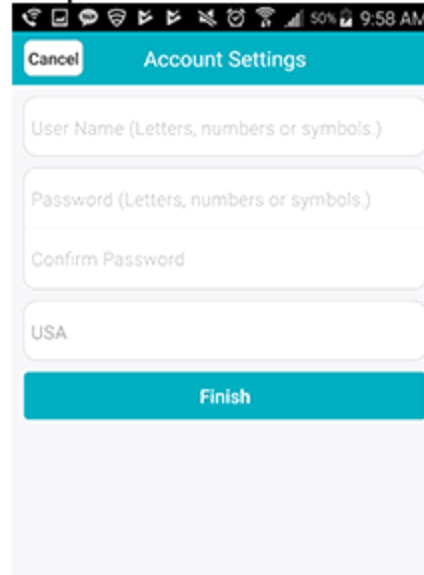 50% 9:58 AM
Cancel Account Settings
User Name (Letters, numbers or symbols.)
Password (Letters, numbers or symbols.)
Confirm Password
USA
Finish